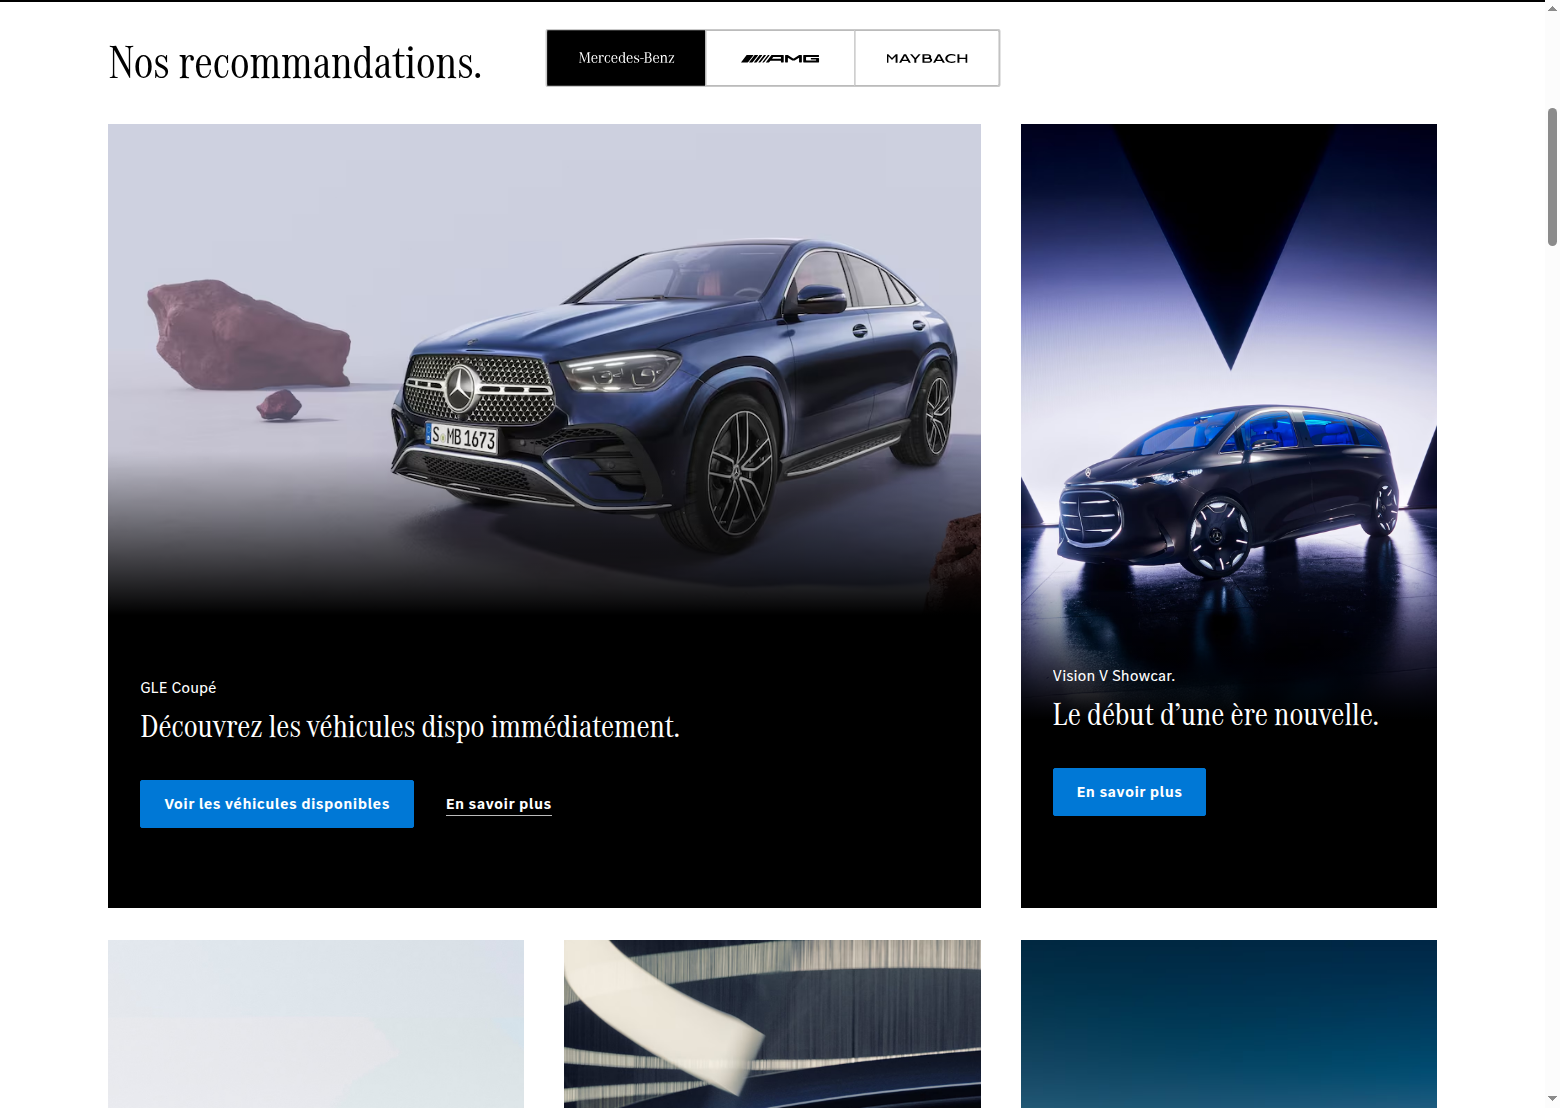 Nos recommandations.
Mercedes-Benz
AMG
MAYBACH
S MB 1673
GLE Coupé
Découvrez les véhicules dispo immédiatement.
Voir les véhicules disponibles
En savoir plus
Vision V Showcar.
Le début d’une ère nouvelle.
En savoir plus